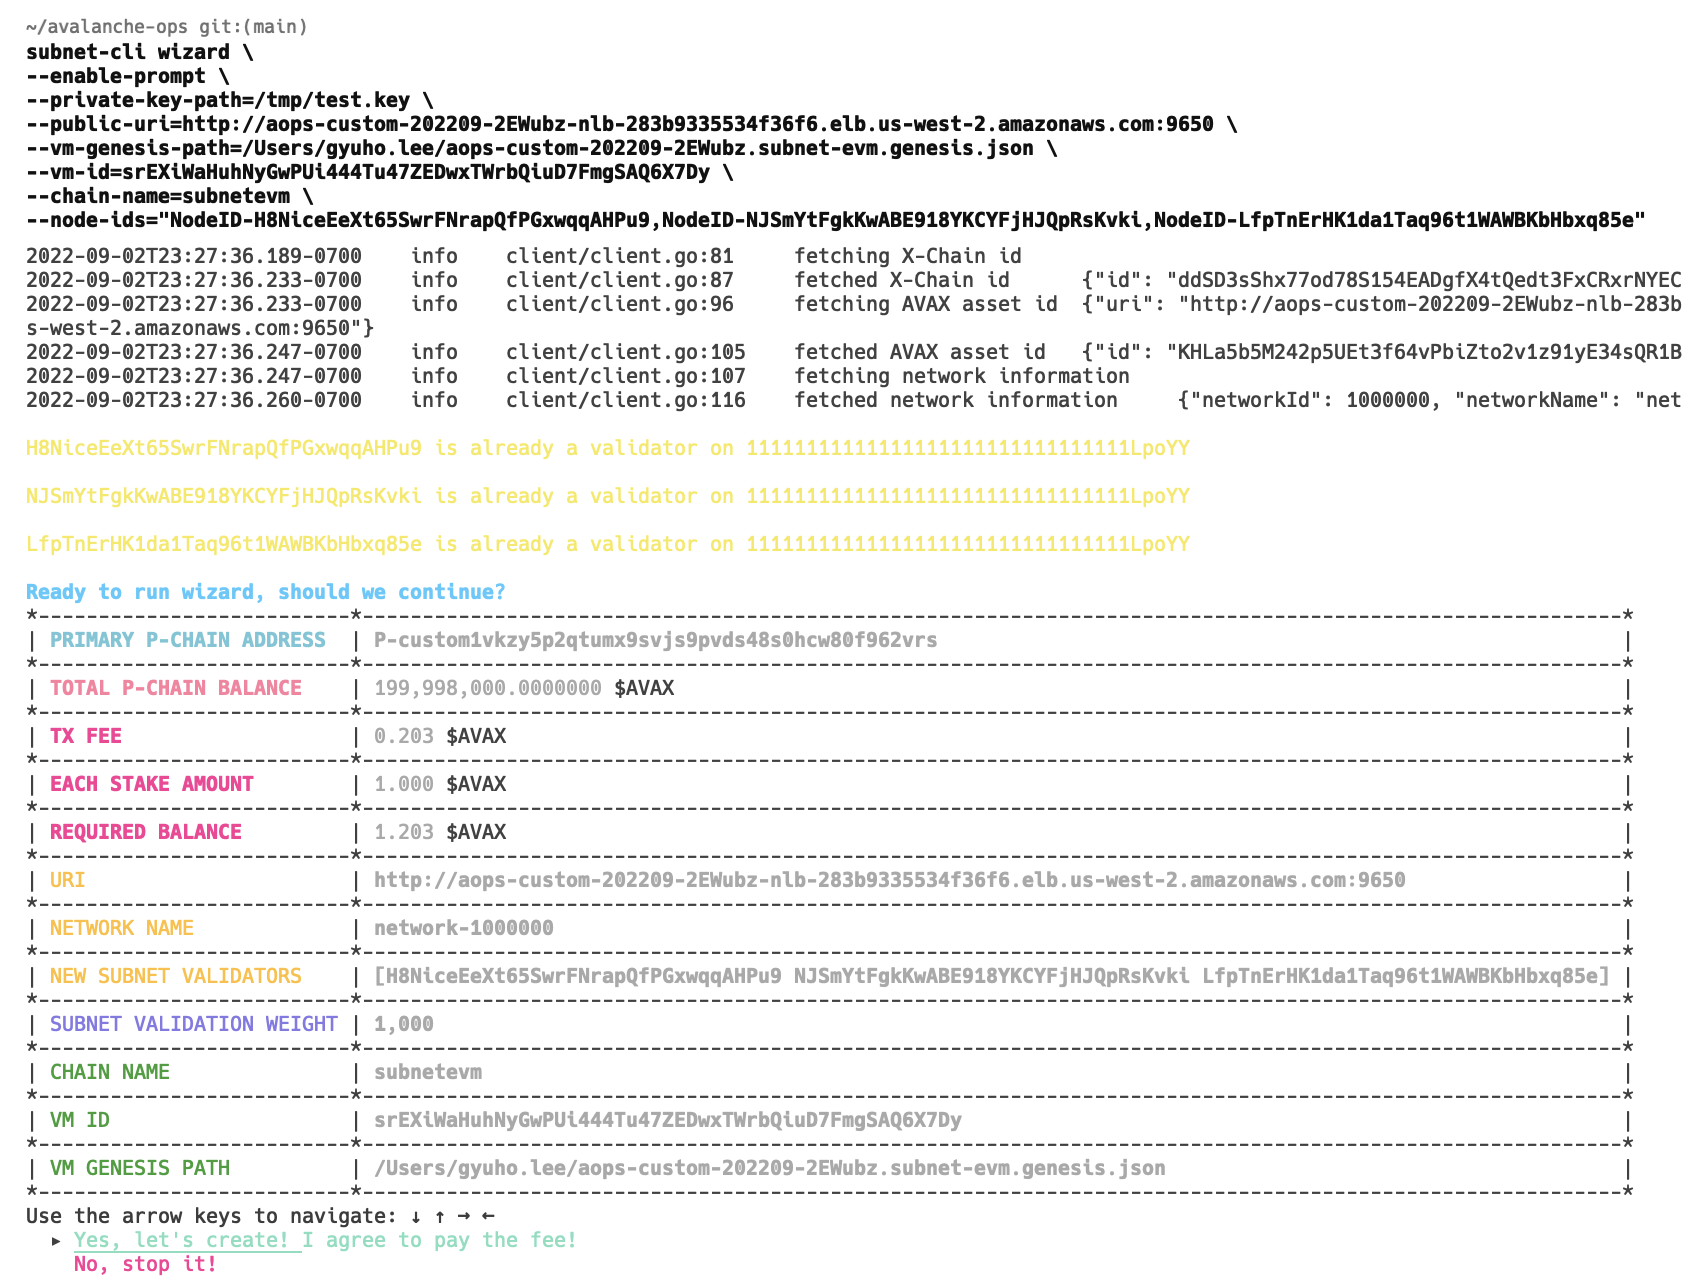 ~/avalanche-ops git:(main)
subnet-cli wizard \
--enable-prompt \
--private-key-path=/tmp/test.key \
--public-uri=http://aops-custom-202209-2EWubz-nlb-283b9335534f36f6.elb.us-west-2.amazonaws.com:9650 \
--vm-genesis-path=/Users/gyuho.lee/aops-custom-202209-2EWubz.subnet-evm.genesis.json \
--vm-id=srEXiWaHuhNyGwPUi444Tu47ZEDwxTWrbQiuD7FmgSAQ6X7Dy \
--chain-name=subnetevm \
--node-ids="NodeID-H8NiceEeXt65SwrFNrapQfPGxwqqAHPu9,NodeID-NJSmYtFgkKwABE918YKCYFjHJQpRsKvki,NodeID-LfpTnErHK1da1Taq96t1WAWBKbHbxq85e"
2022-09-02T23:27:36.189-0700 info client/client.go:81 fetching X-Chain id
2022-09-02T23:27:36.233-0700 info client/client.go:87 fetched X-Chain id {"id": "ddSD3sShx77od78S154EADgfX4tQedt3FxCRxrNYEC
2022-09-02T23:27:36.233-0700 info client/client.go:96 fetching AVAX asset id {"uri": "http://aops-custom-202209-2EWubz-nlb-283b
s-west-2.amazonaws.com:9650"}
2022-09-02T23:27:36.247-0700 info client/client.go:105 fetched AVAX asset id {"id": "KHLa5b5M242p5UEt3f64vPbiZto2v1z91yE34sQR1B
2022-09-02T23:27:36.247-0700 info client/client.go:107 fetching network information
2022-09-02T23:27:36.260-0700 info client/client.go:116 fetched network information {"networkId": 1000000, "networkName": "net
H8NiceEeXt65SwrFNrapQfPGxwqqAHPu9 is already a validator on 11111111111111111111111111111111LpoYY
NJSmYtFgkKwABE918YKCYFjHJQpRsKvki is already a validator on 11111111111111111111111111111111LpoYY
LfpTnErHK1da1Taq96t1WAWBKbHbxq85e is already a validator on 11111111111111111111111111111111LpoYY
Ready to run wizard, should we continue?
*--------------------------*---------------------------------------------------------------------------------------------------------*
| PRIMARY P-CHAIN ADDRESS | P-custom1vkzy5p2qtumx9svjs9pvds48s0hcw80f962vrs |
*--------------------------*---------------------------------------------------------------------------------------------------------*
| TOTAL P-CHAIN BALANCE | 199,998,000.0000000 $AVAX |
*--------------------------*---------------------------------------------------------------------------------------------------------*
| TX FEE | 0.203 $AVAX |
*--------------------------*---------------------------------------------------------------------------------------------------------*
| EACH STAKE AMOUNT | 1.000 $AVAX |
*--------------------------*---------------------------------------------------------------------------------------------------------*
| REQUIRED BALANCE | 1.203 $AVAX |
*--------------------------*---------------------------------------------------------------------------------------------------------*
| URI | http://aops-custom-202209-2EWubz-nlb-283b9335534f36f6.elb.us-west-2.amazonaws.com:9650 |
*--------------------------*---------------------------------------------------------------------------------------------------------*
| NETWORK NAME | network-1000000 |
*--------------------------*---------------------------------------------------------------------------------------------------------*
| NEW SUBNET VALIDATORS | [H8NiceEeXt65SwrFNrapQfPGxwqqAHPu9 NJSmYtFgkKwABE918YKCYFjHJQpRsKvki LfpTnErHK1da1Taq96t1WAWBKbHbxq85e] |
*--------------------------*---------------------------------------------------------------------------------------------------------*
| SUBNET VALIDATION WEIGHT | 1,000 |
*--------------------------*---------------------------------------------------------------------------------------------------------*
| CHAIN NAME | subnetevm |
*--------------------------*---------------------------------------------------------------------------------------------------------*
| VM ID | srEXiWaHuhNyGwPUi444Tu47ZEDwxTWrbQiuD7FmgSAQ6X7Dy |
*--------------------------*---------------------------------------------------------------------------------------------------------*
| VM GENESIS PATH | /Users/gyuho.lee/aops-custom-202209-2EWubz.subnet-evm.genesis.json |
*--------------------------*---------------------------------------------------------------------------------------------------------*
Use the arrow keys to navigate: ↓ ↑ → ←
▸ Yes, let's create! I agree to pay the fee!
No, stop it!